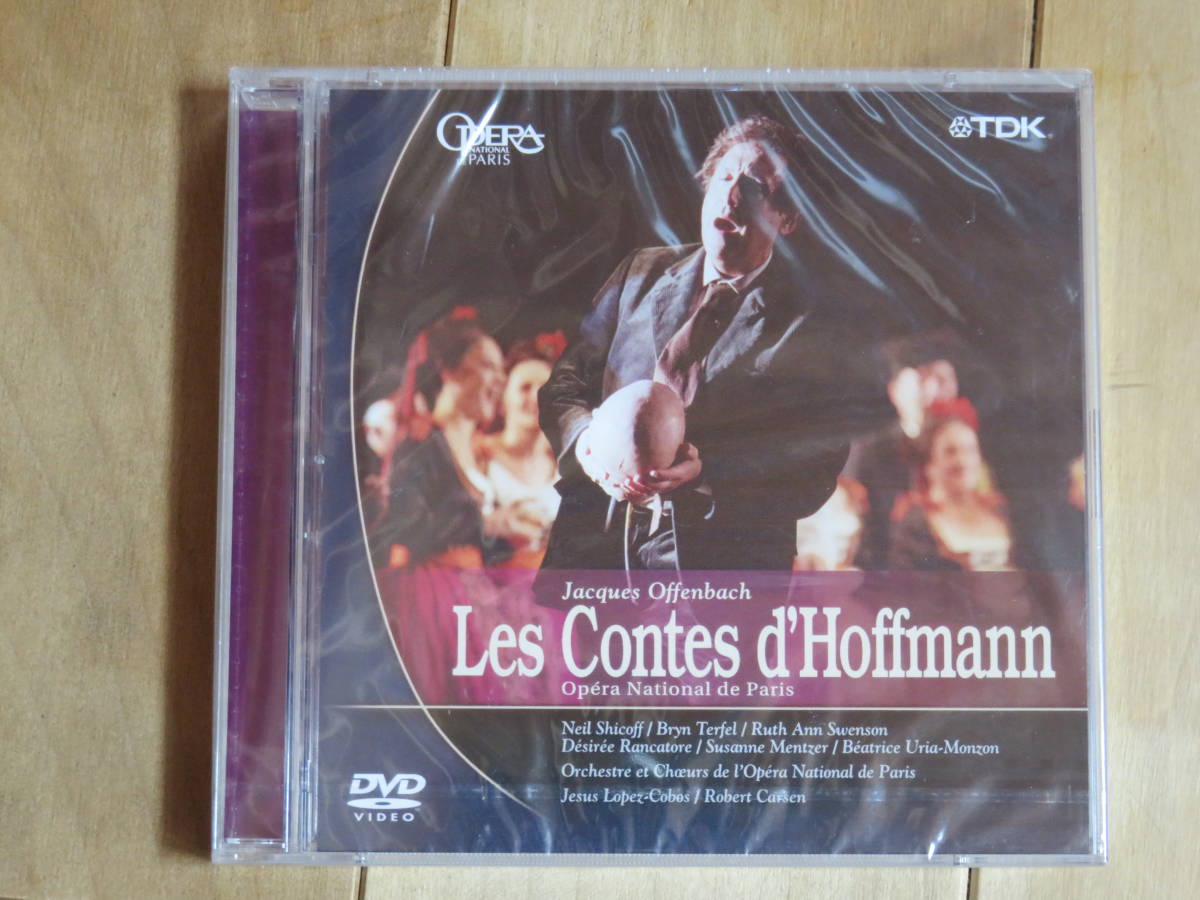 OPERA
NATIONAL
de PARIS
TDK
Jacques Offenbach
Les Contes d'Hoffmann
Opéra National de Paris
Neil Shicoff / Bryn Terfel / Ruth Ann Swenson
Désirée Rancatore / Susanne Mentzer / Béatrice Uria-Monzon
Orchestre et Chœurs de l'Opéra National de Paris
Jesus Lopez-Cobos / Robert Carsen
DVD
VIDEO